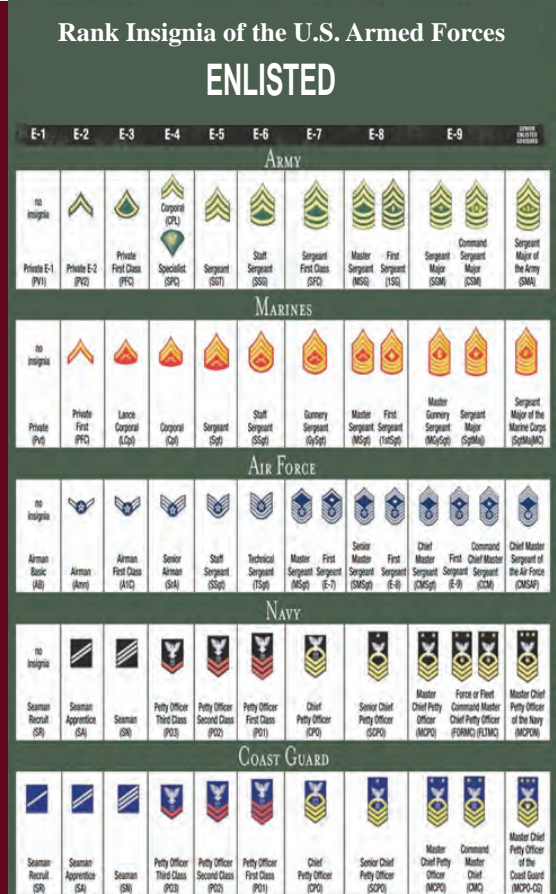 Rank Insignia of the U.S. Armed Forces
ENLISTED
E-1 E-2 E-3 E-4 E-5 E-6 E-7 E-8 E-9 SENIOR ENLISTED ADVISORS
ARMY
no insignia
Private E-1 (PV1)
Private E-2 (PV2)
Private First Class (PFC)
Corporal (CPL)
Specialist (SPC)
Sergeant (SGT)
Staff Sergeant (SSG)
Sergeant First Class (SFC)
Master Sergeant (MSG)
First Sergeant (1SG)
Sergeant Major (SGM)
Command Sergeant Major (CSM)
Sergeant Major of the Army (SMA)
MARINES
no insignia
Private (Pvt)
Private First (PFC)
Lance Corporal (LCpl)
Corporal (Cpl)
Sergeant (Sgt)
Staff Sergeant (SSgt)
Gunnery Sergeant (GySgt)
Master Sergeant (MSgt)
First Sergeant (1stSgt)
Master Gunnery Sergeant (MGySgt)
Sergeant Major (SgtMaj)
Sergeant Major of the Marine Corps (SgtMajMC)
AIR FORCE
no insignia
Airman Basic (AB)
Airman (Amn)
Airman First Class (A1C)
Senior Airman (SrA)
Staff Sergeant (SSgt)
Technical Sergeant (TSgt)
Master Sergeant (MSgt)
First Sergeant (E-7)
Senior Master Sergeant (SMSgt)
First Sergeant (E-8)
Chief Master Sergeant (CMSgt)
First Sergeant (E-9)
Command Chief Master Sergeant (CCM)
Chief Master Sergeant of the Air Force (CMSAF)
NAVY
no insignia
Seaman Recruit (SR)
Seaman Apprentice (SA)
Seaman (SN)
Petty Officer Third Class (PO3)
Petty Officer Second Class (PO2)
Petty Officer First Class (PO1)
Chief Petty Officer (CPO)
Senior Chief Petty Officer (SCPO)
Master Chief Petty Officer (MCPO)
Force or Fleet Command Master Chief Petty Officer (FORMC) (FLTMC)
Master Chief Petty Officer of the Navy (MCPON)
COAST GUARD
Seaman Recruit (SR)
Seaman Apprentice (SA)
Seaman (SN)
Petty Officer Third Class (PO3)
Petty Officer Second Class (PO2)
Petty Officer First Class (PO1)
Chief Petty Officer (CPO)
Senior Chief Petty Officer (SCPO)
Master Chief Petty Officer (MCPO)
Command Master Chief (CMC)
Master Chief Petty Officer of the Coast Guard (MCPO-CG)